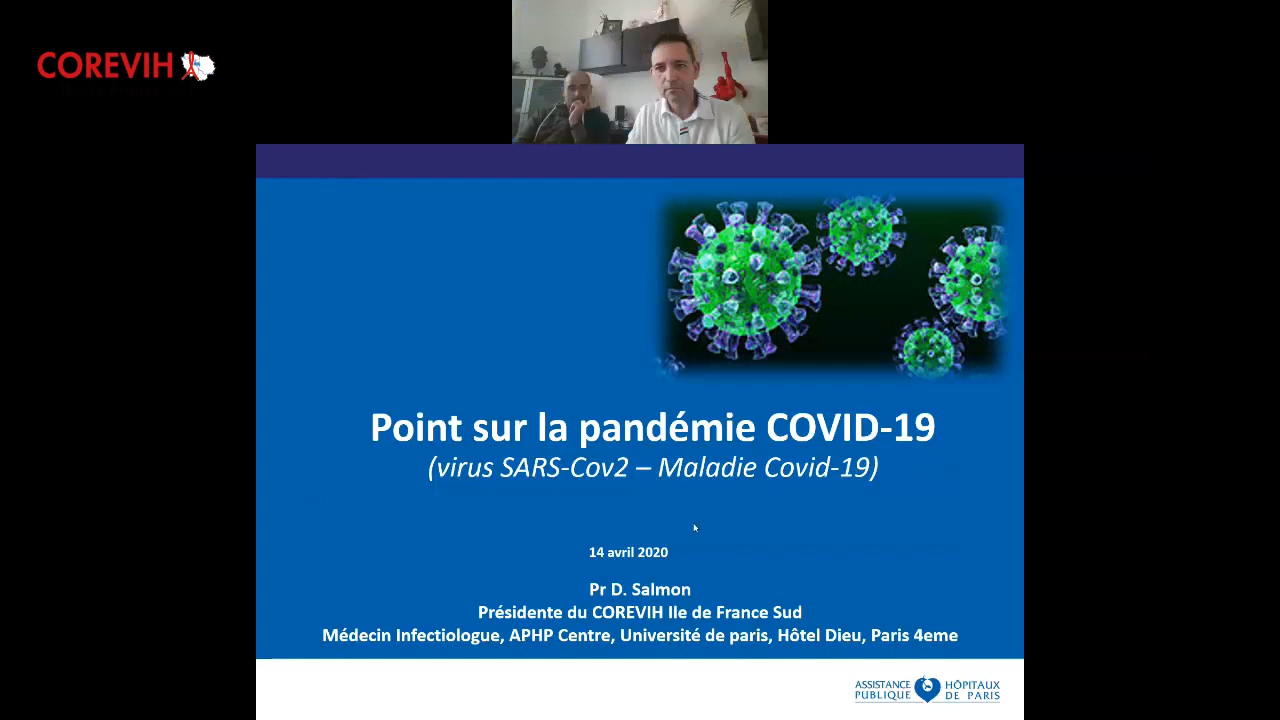 COREVIH
Point sur la pandémie COVID-19
(virus SARS-Cov2 – Maladie Covid-19)
14 avril 2020
Pr D. Salmon
Présidente du COREVIH Ile de France Sud
Médecin Infectiologue, APHP Centre, Université de paris, Hôtel Dieu, Paris 4eme
ASSISTANCE PUBLIQUE
HÔPITAUX DE PARIS